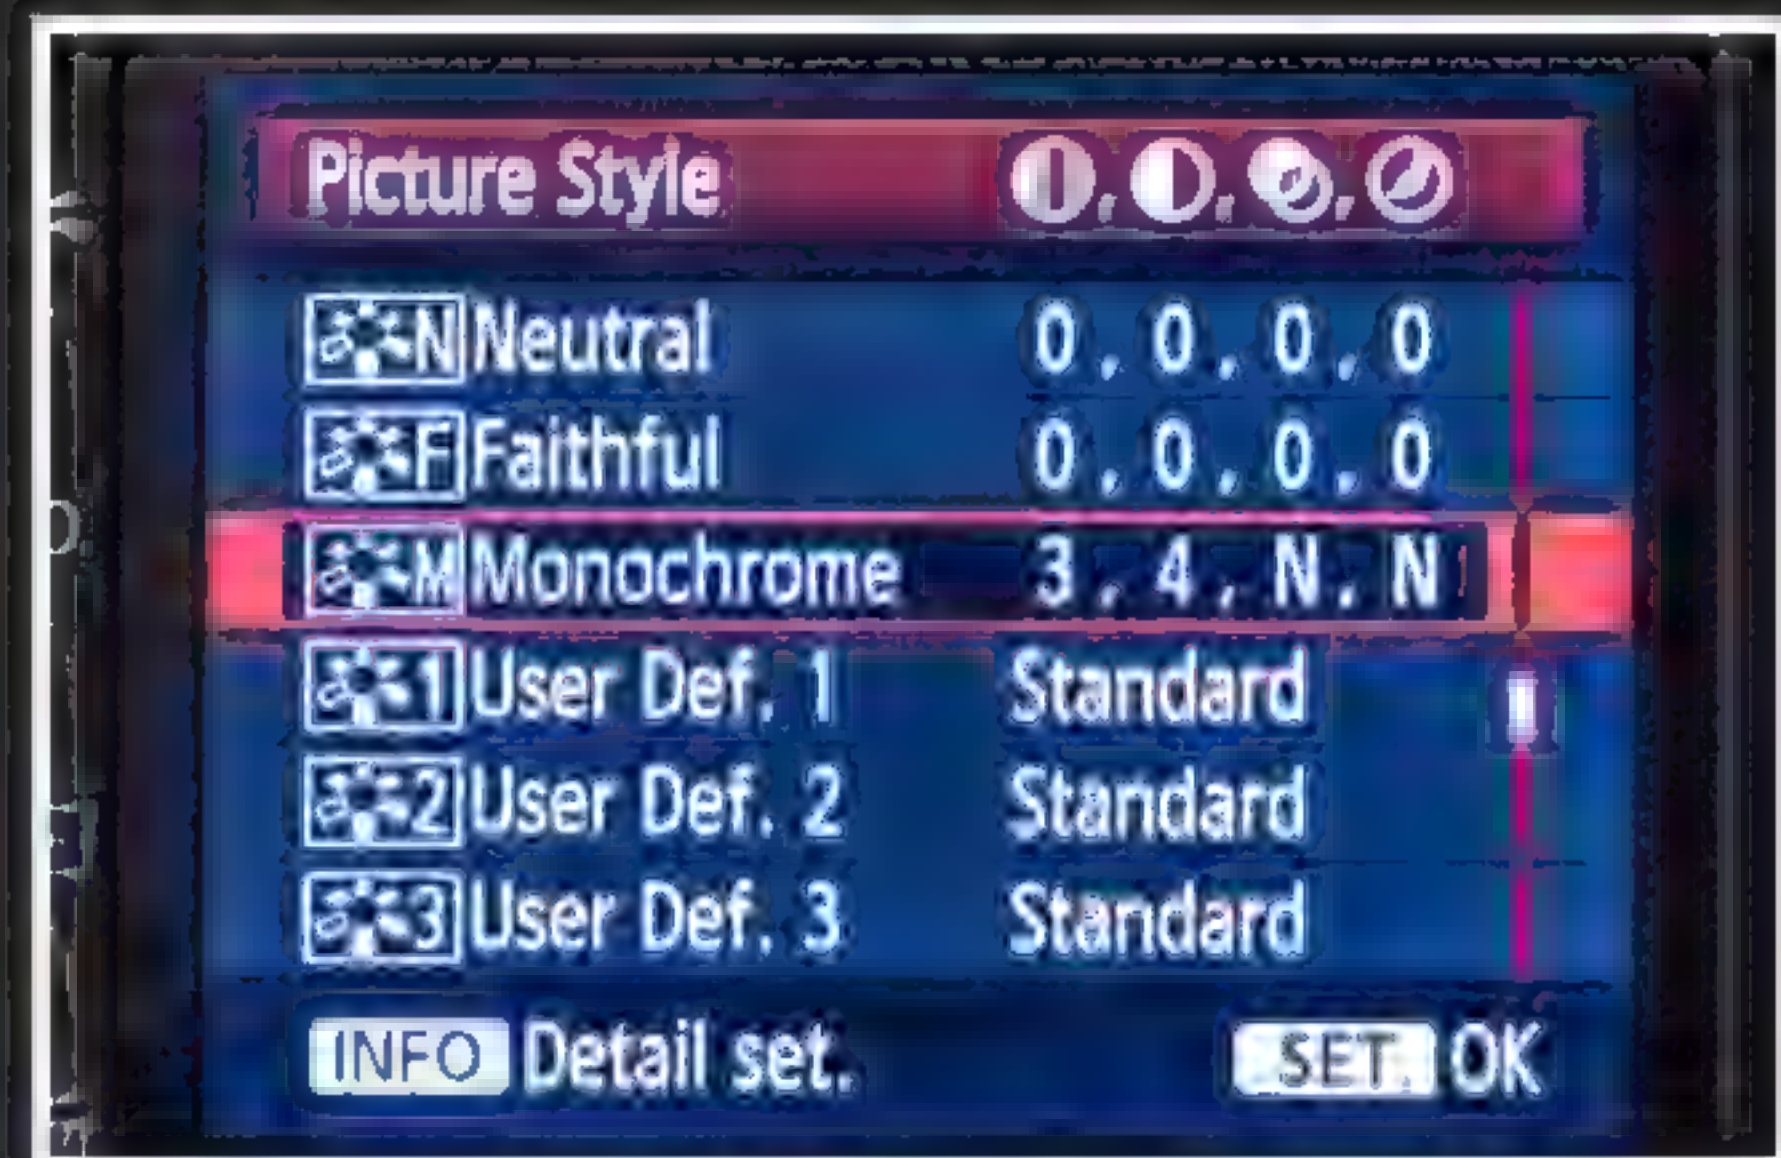 Picture Style
N Neutral 0 , 0 , 0 , 0
F Faithful 0 , 0 , 0 , 0
M Monochrome 3 , 4 , N , N
1 User Def. 1 Standard
2 User Def. 2 Standard
3 User Def. 3 Standard
INFO Detail set. SET OK